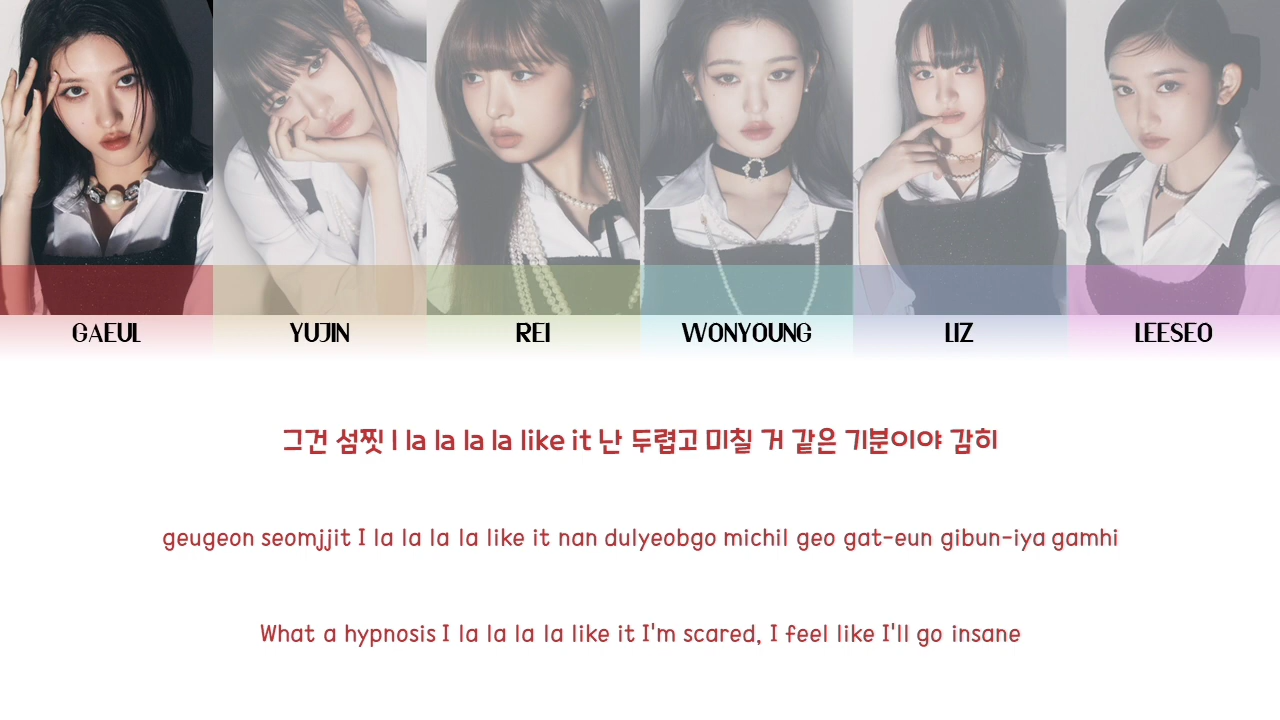 GAEUL YUJIN REI WONYOUNG LIZ LEESEO
그건 섬찟 I la la la la like it 난 두렵고 미칠 거 같은 기분이야 감히
geugeon seomjjit I la la la la like it nan dulyeobgo michil geo gat-eun gibun-iya gamhi
What a hypnosis I la la la la like it I'm scared, I feel like I'll go insane